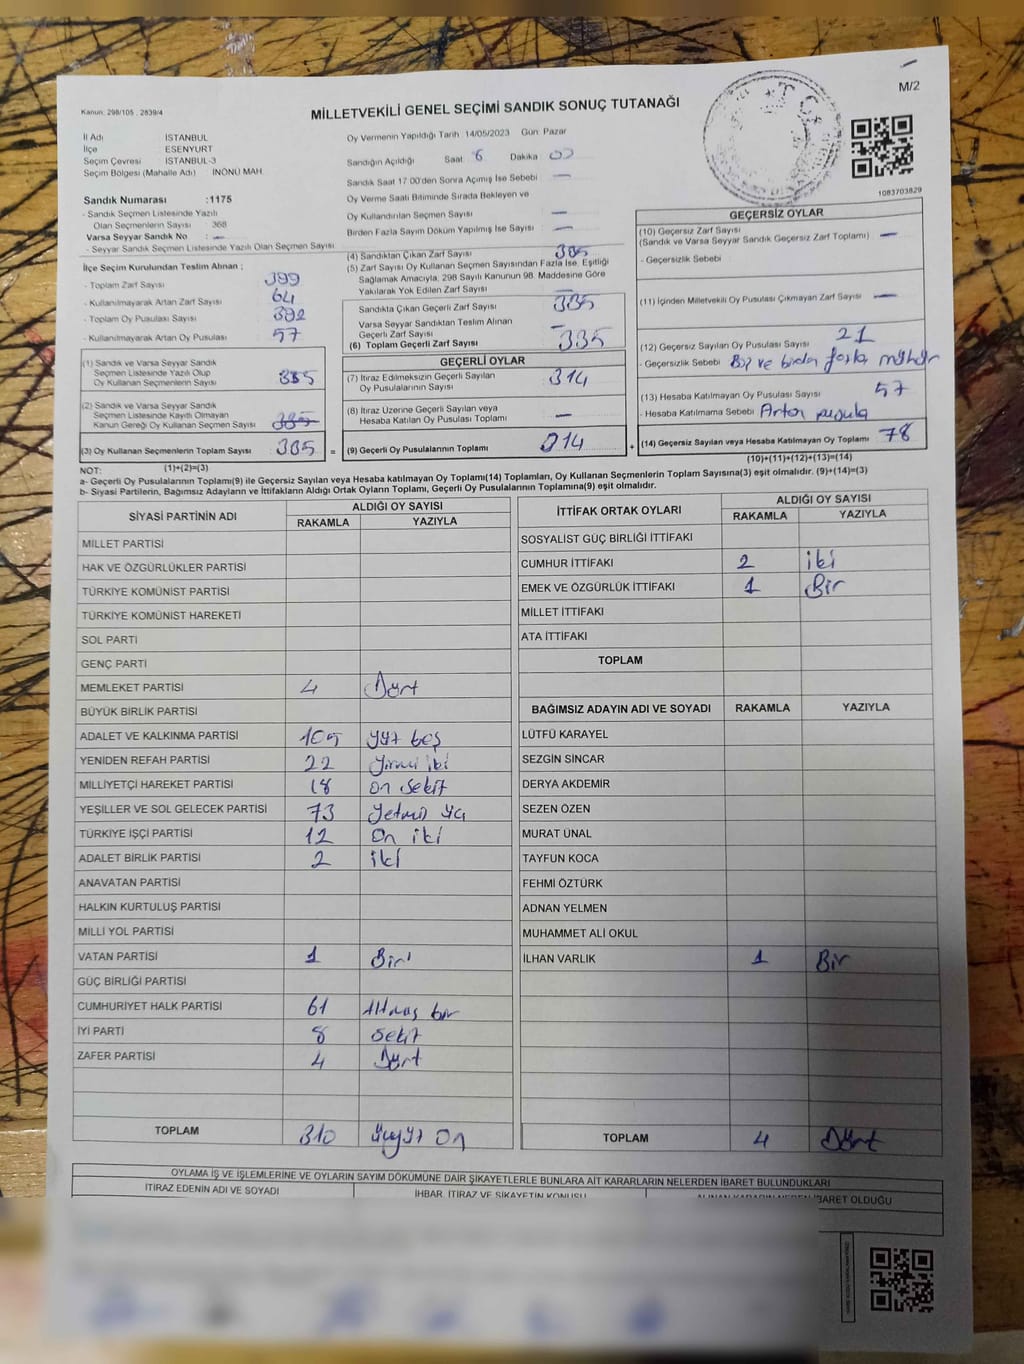 M/2
Kanun: 298/105 , 2839/4
MİLLETVEKİLİ GENEL SEÇİMİ SANDIK SONUÇ TUTANAĞI
T.C.
1083703829
İl Adı İSTANBUL
İlçe ESENYURT
Seçim Çevresi İSTANBUL-3
Seçim Bölgesi (Mahalle Adı) İNÖNÜ MAH.
Sandık Numarası :1175
- Sandık Seçmen Listesinde Yazılı
Olan Seçmenlerin Sayısı 368
Varsa Seyyar Sandık No : —
- Seyyar Sandık Seçmen Listesinde Yazılı Olan Seçmen Sayısı
Oy Vermenin Yapıldığı Tarih :14/05/2023 Gün: Pazar
Sandığın Açıldığı Saat: 6 Dakika 00
Sandık Saat 17:00'den Sonra Açımış İse Sebebi —
Oy Verme Saati Bitiminde Sırada Bekleyen ve
Oy Kullandırılan Seçmen Sayısı —
Birden Fazla Sayım Döküm Yapılmış İse Sayısı —
İlçe Seçim Kurulundan Teslim Alınan ;
- Toplam Zarf Sayısı 399
- Kullanılmayarak Artan Zarf Sayısı 64
- Toplam Oy Pusulası Sayısı 392
- Kullanılmayarak Artan Oy Pusulası 57
(1) Sandık ve Varsa Seyyar Sandık
Seçmen Listesinde Yazılı Olup
Oy Kullanan Seçmenlerin Sayısı 335
(2) Sandık ve Varsa Seyyar Sandık
Seçmen Listesinde Kayıtlı Olmayan
Kanun Gereği Oy Kullanan Seçmen Sayısı 335
(3) Oy Kullanan Seçmenlerin Toplam Sayısı 335 =
(1)+(2)=(3)
(4) Sandıktan Çıkan Zarf Sayısı 335
(5) Zarf Sayısı Oy Kullanan Seçmen Sayısından Fazla İse, Eşitliği
Sağlamak Amacıyla, 298 Sayılı Kanunun 98. Maddesine Göre
Yakılarak Yok Edilen Zarf Sayısı —
Sandıkta Çıkan Geçerli Zarf Sayısı 335
Varsa Seyyar Sandıktan Teslim Alınan
Geçerli Zarf Sayısı —
(6) Toplam Geçerli Zarf Sayısı 335
GEÇERLİ OYLAR
(7) İtiraz Edilmeksizin Geçerli Sayılan
Oy Pusulalarının Sayısı 314
(8) İtiraz Üzerine Geçerli Sayılan veya
Hesaba Katılan Oy Pusulası Toplamı —
(9) Geçerli Oy Pusulalarının Toplamı 314 +
GEÇERSİZ OYLAR
(10) Geçersiz Zarf Sayısı
(Sandık ve Varsa Seyyar Sandık Geçersiz Zarf Toplamı) —
- Geçersizlik Sebebi
(11) İçinden Milletvekili Oy Pusulası Çıkmayan Zarf Sayısı —
(12) Geçersiz Sayılan Oy Pusulası Sayısı 21
- Geçersizlik Sebebi Boş ve birden fazla mühür
(13) Hesaba Katılmayan Oy Pusulası Sayısı 57
- Hesaba Katılmama Sebebi Artan pusula
(14) Geçersiz Sayılan veya Hesaba Katılmayan Oy Toplamı 78
(10)+(11)+(12)+(13)=(14)
NOT:
a- Geçerli Oy Pusulalarının Toplamı(9) ile Geçersiz Sayılan veya Hesaba katılmayan Oy Toplamı(14) Toplamları, Oy Kullanan Seçmenlerin Toplam Sayısına(3) eşit olmalıdır. (9)+(14)=(3)
b- Siyasi Partilerin, Bağımsız Adayların ve İttifakların Aldığı Ortak Oyların Toplamı, Geçerli Oy Pusulalarının Toplamına(9) eşit olmalıdır.
SİYASİ PARTİNİN ADI ALDIĞI OY SAYISI
RAKAMLA YAZIYLA
MİLLET PARTİSİ
HAK VE ÖZGÜRLÜKLER PARTİSİ
TÜRKİYE KOMÜNİST PARTİSİ
TÜRKİYE KOMÜNİST HAREKETİ
SOL PARTİ
GENÇ PARTİ
MEMLEKET PARTİSİ 4 Dört
BÜYÜK BİRLİK PARTİSİ
ADALET VE KALKINMA PARTİSİ 105 yüz beş
YENİDEN REFAH PARTİSİ 22 yirmi iki
MİLLİYETÇİ HAREKET PARTİSİ 18 on sekiz
YEŞİLLER VE SOL GELECEK PARTİSİ 73 Yetmiş üç
TÜRKİYE İŞÇİ PARTİSİ 12 On iki
ADALET BİRLİK PARTİSİ 2 iki
ANAVATAN PARTİSİ
HALKIN KURTULUŞ PARTİSİ
MİLLİ YOL PARTİSİ
VATAN PARTİSİ 1 Bir
GÜÇ BİRLİĞİ PARTİSİ
CUMHURİYET HALK PARTİSİ 61 Altmış bir
İYİ PARTİ 8 Sekiz
ZAFER PARTİSİ 4 Dört
TOPLAM 310 Üçyüz On
İTTİFAK ORTAK OYLARI ALDIĞI OY SAYISI
RAKAMLA YAZIYLA
SOSYALİST GÜÇ BİRLİĞİ İTTİFAKI
CUMHUR İTTİFAKI 2 iki
EMEK VE ÖZGÜRLÜK İTTİFAKI 1 Bir
MİLLET İTTİFAKI
ATA İTTİFAKI
TOPLAM
BAĞIMSIZ ADAYIN ADI VE SOYADI RAKAMLA YAZIYLA
LÜTFÜ KARAYEL
SEZGİN SİNCAR
DERYA AKDEMİR
SEZEN ÖZEN
MURAT ÜNAL
TAYFUN KOCA
FEHMİ ÖZTÜRK
ADNAN YELMEN
MUHAMMET ALİ OKUL
İLHAN VARLIK 1 Bir
TOPLAM 4 Dört
OYLAMA İŞ VE İŞLEMLERİNE VE OYLARIN SAYIM DÖKÜMÜNE DAİR ŞİKAYETLERLE BUNLARA AİT KARARLARIN NELERDEN İBARET BULUNDUKLARI
İTİRAZ EDENİN ADI VE SOYADI İHBAR, İTİRAZ VE ŞİKAYETİN KONUSU ALINAN KARARIN NEDEN İBARET OLDUĞU